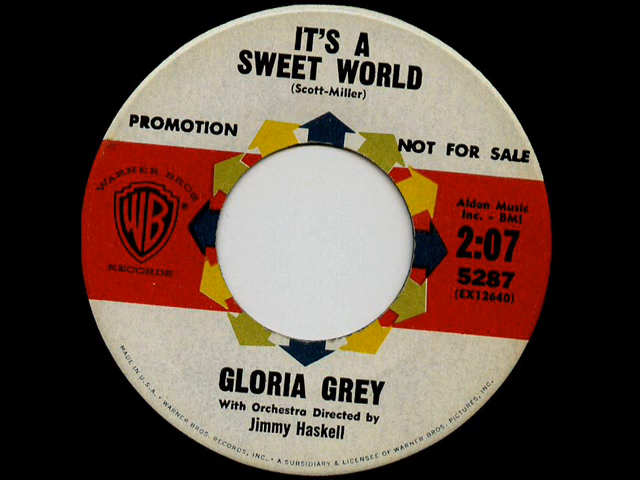 IT'S A
SWEET WORLD
(Scott-Miller)
PROMOTION
NOT FOR SALE
WARNER BROS.
WB
RECORDS
Aldon Music
Inc. - BMI
2:07
5287
(EX12640)
GLORIA GREY
With Orchestra Directed by
Jimmy Haskell
MADE IN U.S.A. • WARNER BROS. RECORDS, INC. • A SUBSIDIARY & LICENSEE OF WARNER BROS. PICTURES, INC.